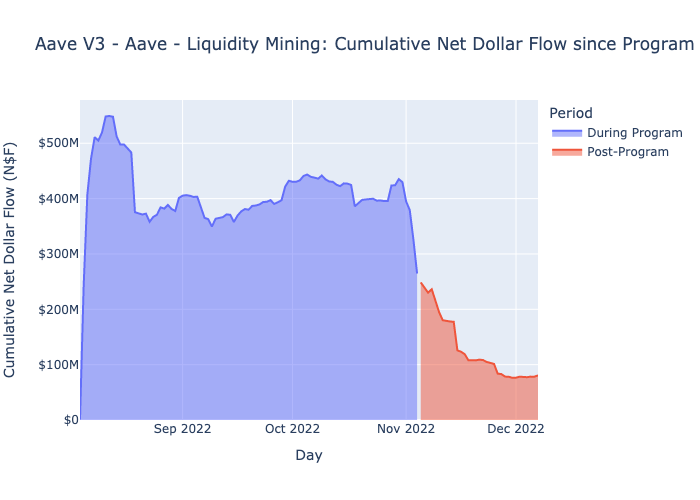 Aave V3 - Aave - Liquidity Mining: Cumulative Net Dollar Flow since Program
Period
During Program
Post-Program
Cumulative Net Dollar Flow (N$F)
$500M
$400M
$300M
$200M
$100M
$0
Sep 2022
Oct 2022
Nov 2022
Dec 2022
Day